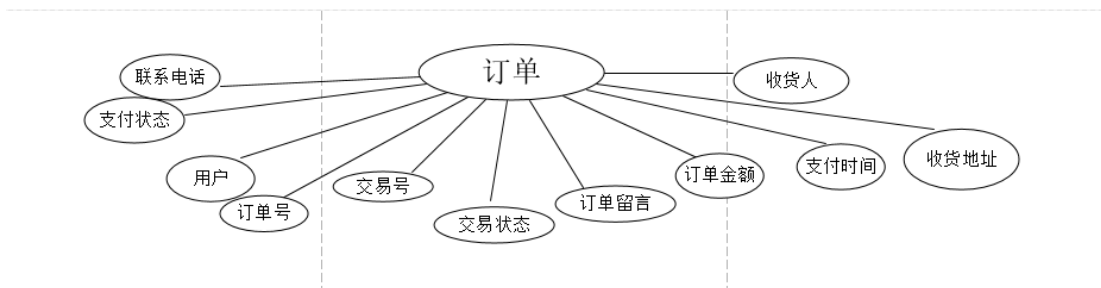 订单
联系电话
收货人
支付状态
用户
订单号
交易号
交易状态
订单留言
订单金额
支付时间
收货地址